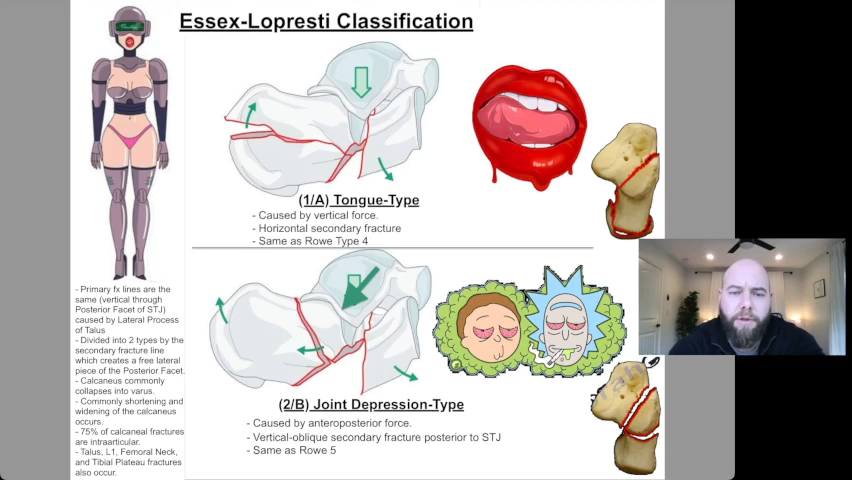 Essex-Lopresti Classification
(1/A) Tongue-Type
- Caused by vertical force.
- Horizontal secondary fracture
- Same as Rowe Type 4
(2/B) Joint Depression-Type
- Caused by anteroposterior force.
- Vertical-oblique secondary fracture posterior to STJ
- Same as Rowe 5
- Primary fx lines are the
same (vertical through
Posterior Facet of STJ)
caused by Lateral Process
of Talus
- Divided into 2 types by the
secondary fracture line
which creates a free lateral
piece of the Posterior Facet.
- Calcaneus commonly
collapses into varus.
- Commonly shortening and
widening of the calcaneus
occurs.
- 75% of calcaneal fractures
are intraarticular.
- Talus, L1, Femoral Neck,
and Tibial Plateau fractures
also occur.